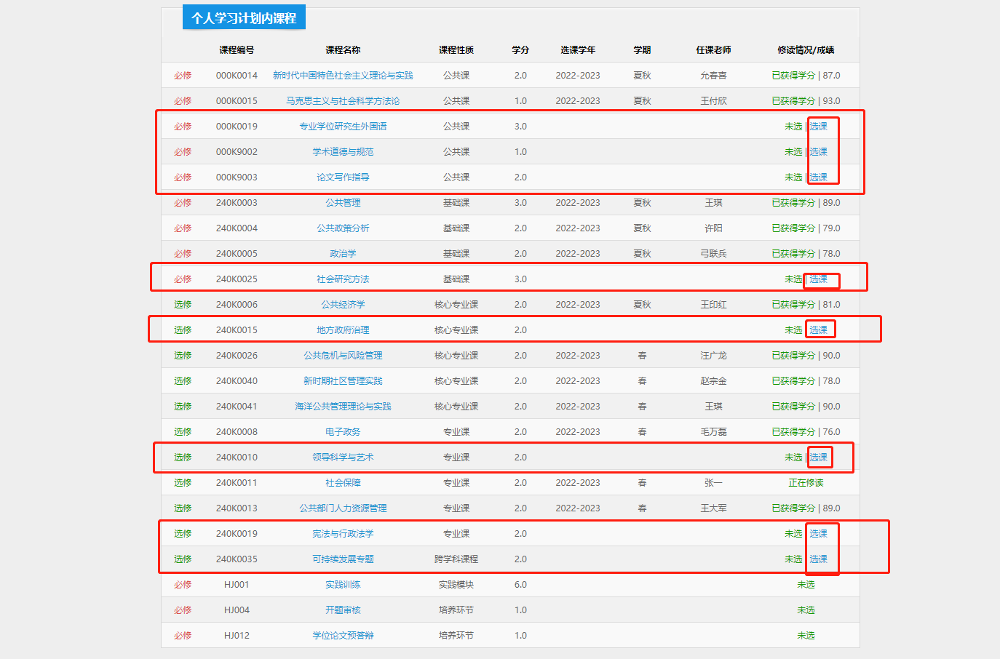 个人学习计划内课程
课程编号 课程名称 课程性质 学分 选课学年 学期 任课老师 修读情况/成绩
必修 000K0014 新时代中国特色社会主义理论与实践 公共课 2.0 2022-2023 夏秋 允春喜 已获得学分 | 87.0
必修 000K0015 马克思主义与社会科学方法论 公共课 1.0 2022-2023 夏秋 王付欣 已获得学分 | 93.0
必修 000K0019 专业学位研究生外国语 公共课 3.0 未选 | 选课
必修 000K9002 学术道德与规范 公共课 1.0 未选 | 选课
必修 000K9003 论文写作指导 公共课 2.0 未选 | 选课
必修 240K0003 公共管理 基础课 3.0 2022-2023 夏秋 王琪 已获得学分 | 89.0
必修 240K0004 公共政策分析 基础课 2.0 2022-2023 夏秋 许阳 已获得学分 | 79.0
必修 240K0005 政治学 基础课 2.0 2022-2023 夏秋 弓联兵 已获得学分 | 78.0
必修 240K0025 社会研究方法 基础课 3.0 未选 | 选课
选修 240K0006 公共经济学 核心专业课 2.0 2022-2023 夏秋 王印红 已获得学分 | 81.0
选修 240K0015 地方政府治理 核心专业课 2.0 未选 | 选课
选修 240K0026 公共危机与风险管理 核心专业课 2.0 2022-2023 春 汪广龙 已获得学分 | 90.0
选修 240K0040 新时期社区管理实践 核心专业课 2.0 2022-2023 春 赵宗金 已获得学分 | 78.0
选修 240K0041 海洋公共管理理论与实践 核心专业课 2.0 2022-2023 春 王琪 已获得学分 | 90.0
选修 240K0008 电子政务 专业课 2.0 2022-2023 春 毛万磊 已获得学分 | 76.0
选修 240K0010 领导科学与艺术 专业课 2.0 未选 | 选课
选修 240K0011 社会保障 专业课 2.0 2022-2023 春 张一 正在修读
选修 240K0013 公共部门人力资源管理 专业课 2.0 2022-2023 春 王大军 已获得学分 | 89.0
选修 240K0019 宪法与行政法学 专业课 2.0 未选 | 选课
选修 240K0035 可持续发展专题 跨学科课程 2.0 未选 | 选课
必修 HJ001 实践训练 实践模块 6.0 未选
必修 HJ004 开题审核 培养环节 1.0 未选
必修 HJ012 学位论文预答辩 培养环节 1.0 未选